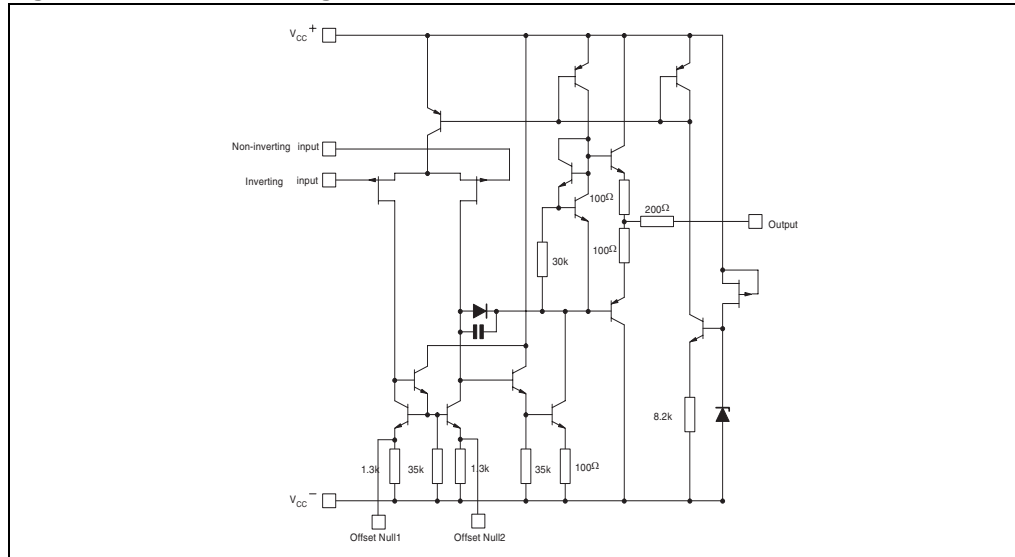 VCC+
Non-inverting input
Inverting input
100Ω
200Ω
Output
100Ω
30k
8.2k
1.3k
35k
1.3k
35k
100Ω
VCC−
Offset Null1
Offset Null2